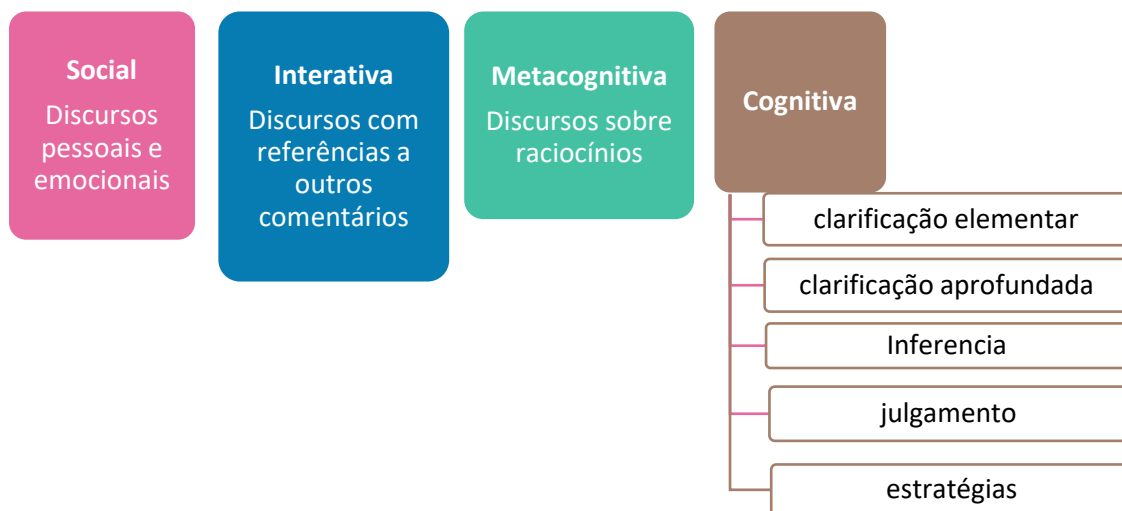 Social
Discursos
pessoais e
emocionais
Interativa
Discursos com
referências a
outros
comentários
Metacognitiva
Discursos sobre
raciocínios
Cognitiva
clarificação elementar
clarificação aprofundada
Inferencia
julgamento
estratégias